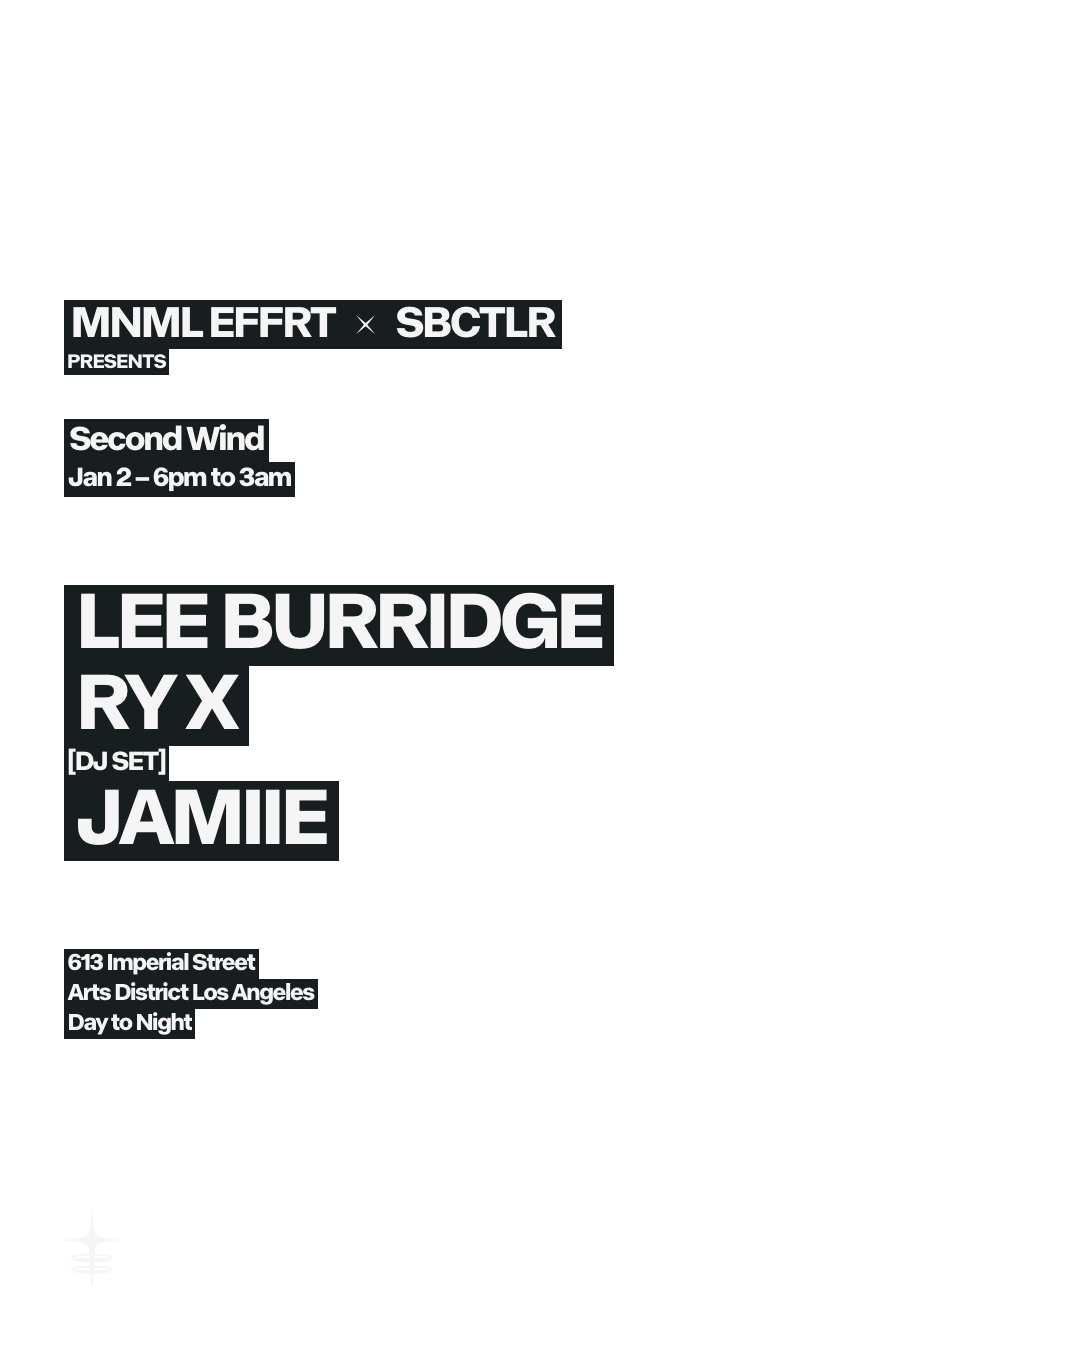 MNML EFFRT × SBCTLR
PRESENTS
Second Wind
Jan 2 – 6pm to 3am
LEE BURRIDGE
RY X
[DJ SET]
JAMIIE
613 Imperial Street
Arts District Los Angeles
Day to Night